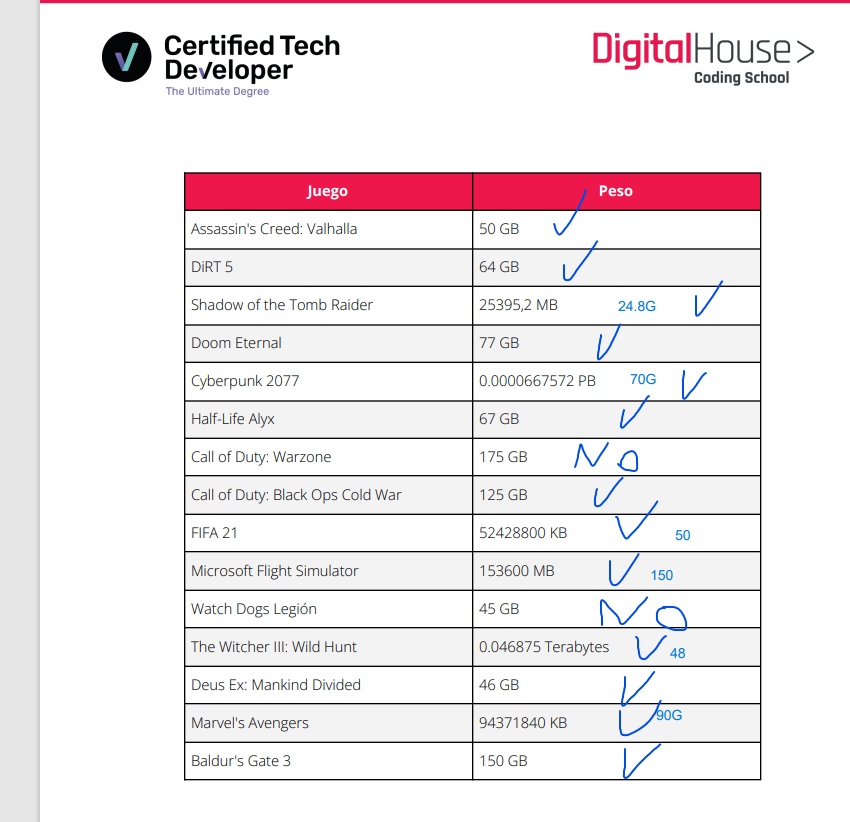 Certified Tech
Developer
The Ultimate Degree
DigitalHouse>
Coding School
Juego Peso
Assassin's Creed: Valhalla 50 GB
DiRT 5 64 GB
Shadow of the Tomb Raider 25395,2 MB 24.8G
Doom Eternal 77 GB
Cyberpunk 2077 0.0000667572 PB 70G
Half-Life Alyx 67 GB
Call of Duty: Warzone 175 GB NO
Call of Duty: Black Ops Cold War 125 GB
FIFA 21 52428800 KB 50
Microsoft Flight Simulator 153600 MB 150
Watch Dogs Legión 45 GB NO
The Witcher III: Wild Hunt 0.046875 Terabytes 48
Deus Ex: Mankind Divided 46 GB
Marvel's Avengers 94371840 KB 90G
Baldur's Gate 3 150 GB